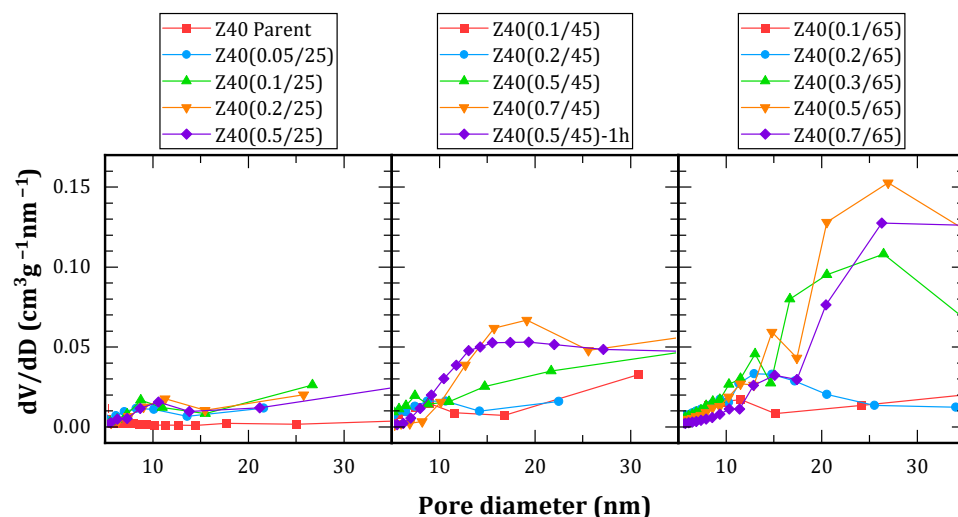 Z40 Parent
Z40(0.05/25)
Z40(0.1/25)
Z40(0.2/25)
Z40(0.5/25)
Z40(0.1/45)
Z40(0.2/45)
Z40(0.5/45)
Z40(0.7/45)
Z40(0.5/45)-1h
Z40(0.1/65)
Z40(0.2/65)
Z40(0.3/65)
Z40(0.5/65)
Z40(0.7/65)
dV/dD (cm³g⁻¹nm⁻¹)
0.15
0.10
0.05
0.00
10 20 30 10 20 30 10 20 30
Pore diameter (nm)